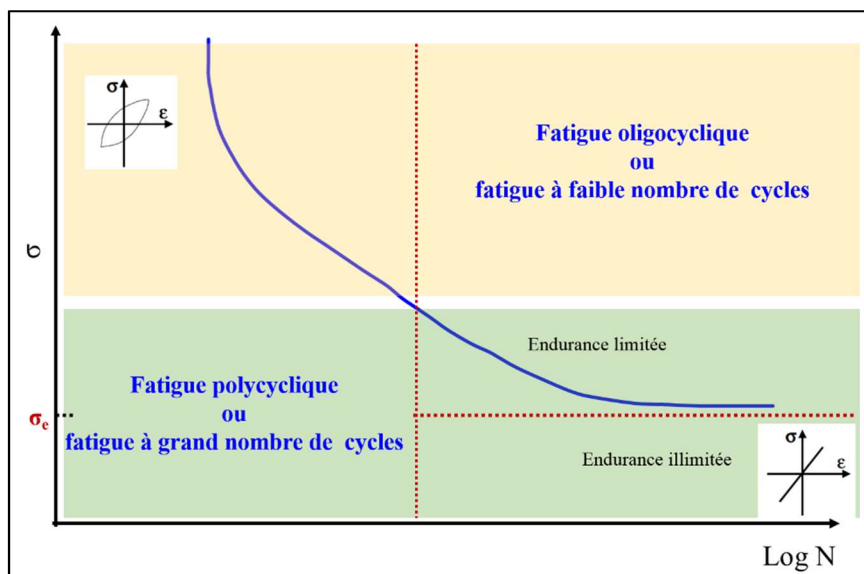 σ
ε
Fatigue oligocyclique
ou
fatigue à faible nombre de cycles
σ
Endurance limitée
Fatigue polycyclique
ou
fatigue à grand nombre de cycles
σe
Endurance illimitée
σ
ε
Log N